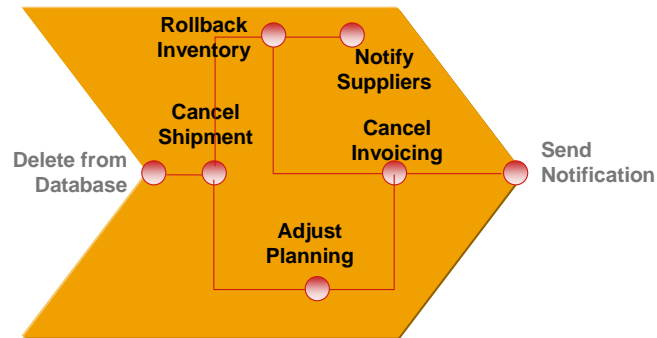 Rollback
Inventory
Notify
Suppliers
Cancel
Shipment
Cancel
Invoicing
Delete from
Database
Send
Notification
Adjust
Planning